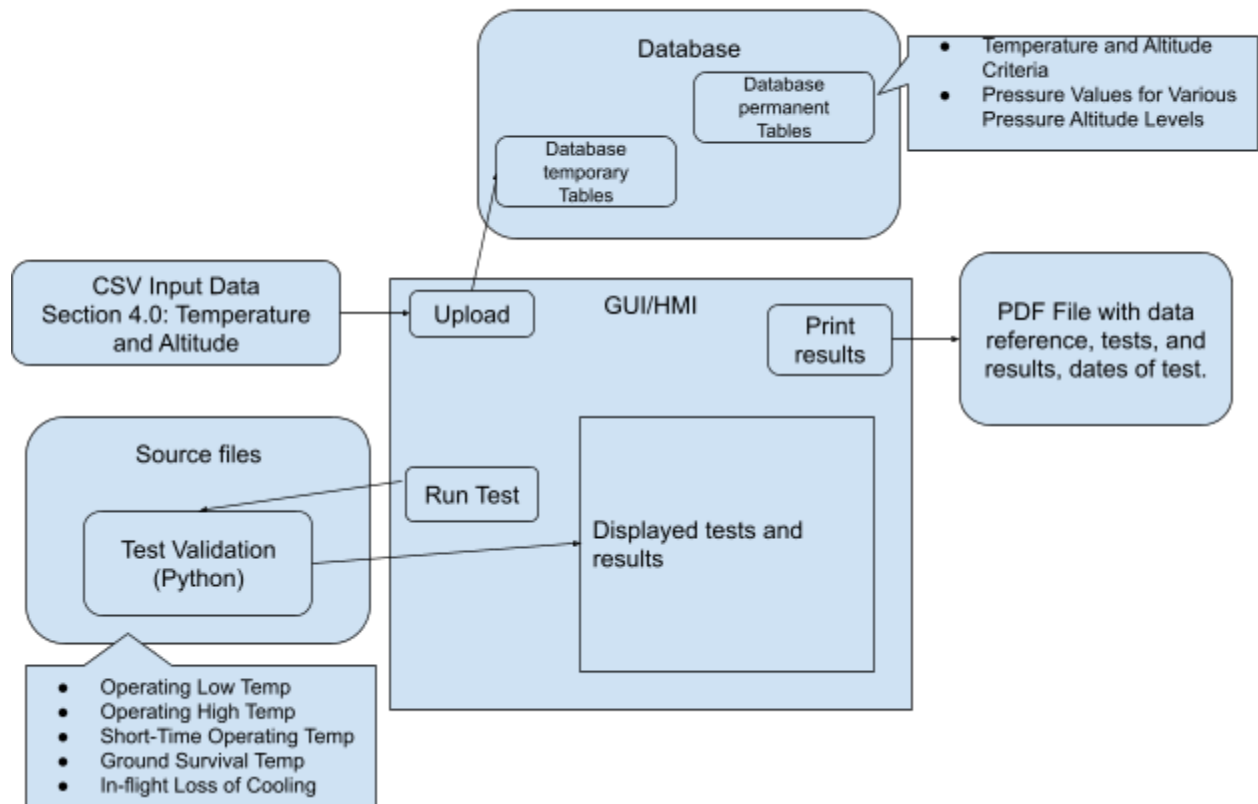 Database
Database
permanent
Tables
● Temperature and Altitude
Criteria
● Pressure Values for Various
Pressure Altitude Levels
Database
temporary
Tables
CSV Input Data
Section 4.0: Temperature
and Altitude
Upload
GUI/HMI
Print
results
PDF File with data
reference, tests, and
results, dates of test.
Source files
Run Test
Test Validation
(Python)
Displayed tests and
results
● Operating Low Temp
● Operating High Temp
● Short-Time Operating Temp
● Ground Survival Temp
● In-flight Loss of Cooling